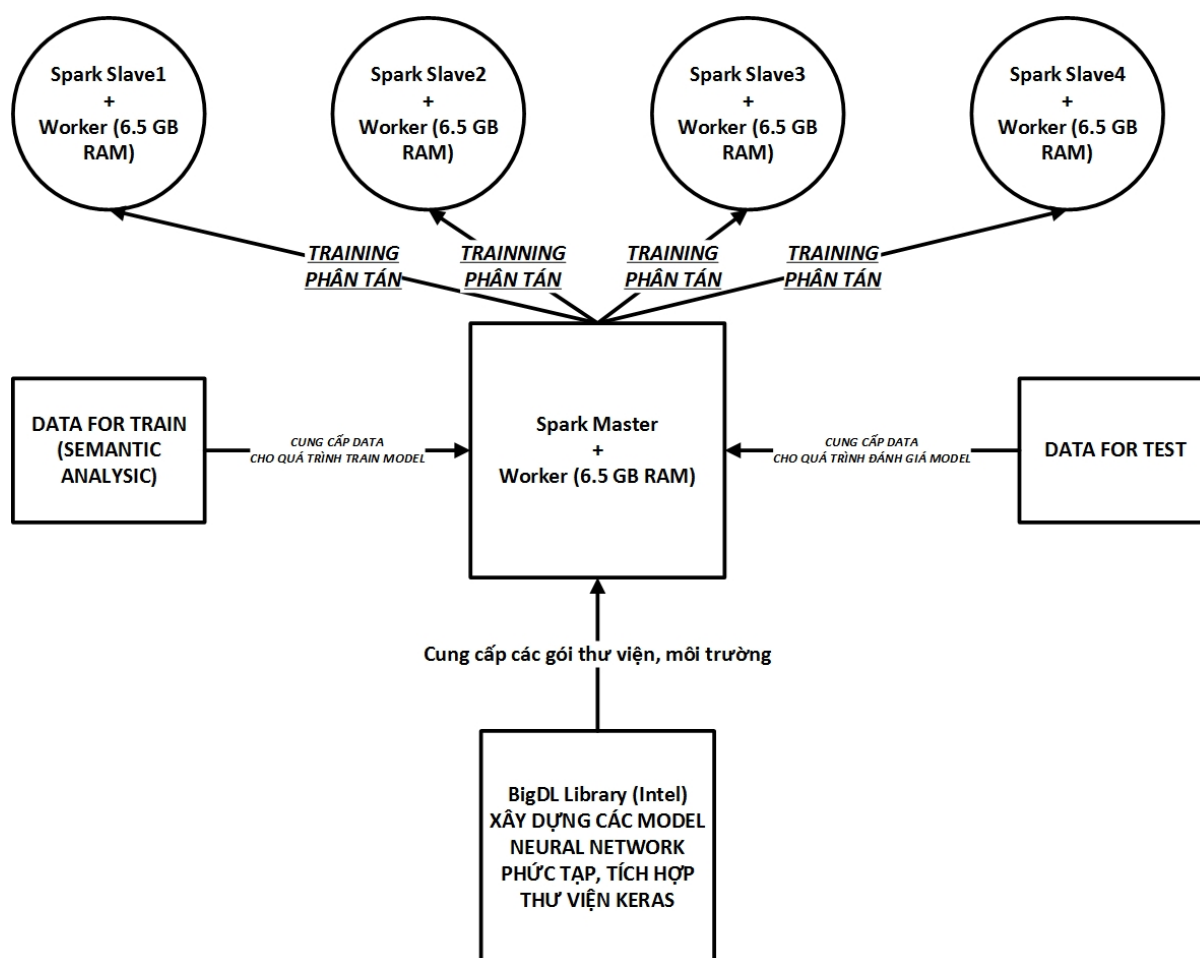 Spark Slave1
+
Worker (6.5 GB
RAM)
Spark Slave2
+
Worker (6.5 GB
RAM)
Spark Slave3
+
Worker (6.5 GB
RAM)
Spark Slave4
+
Worker (6.5 GB
RAM)
TRAINING
PHÂN TÁN
TRAINNING
PHÂN TÁN
TRAINING
PHÂN TÁN
TRAINING
PHÂN TÁN
DATA FOR TRAIN
(SEMANTIC
ANALYSIC)
CUNG CẤP DATA
CHO QUÁ TRÌNH TRAIN MODEL
Spark Master
+
Worker (6.5 GB RAM)
CUNG CẤP DATA
CHO QUÁ TRÌNH ĐÁNH GIÁ MODEL
DATA FOR TEST
Cung cấp các gói thư viện, môi trường
BigDL Library (Intel)
XÂY DỰNG CÁC MODEL
NEURAL NETWORK
PHỨC TẠP, TÍCH HỢP
THƯ VIỆN KERAS